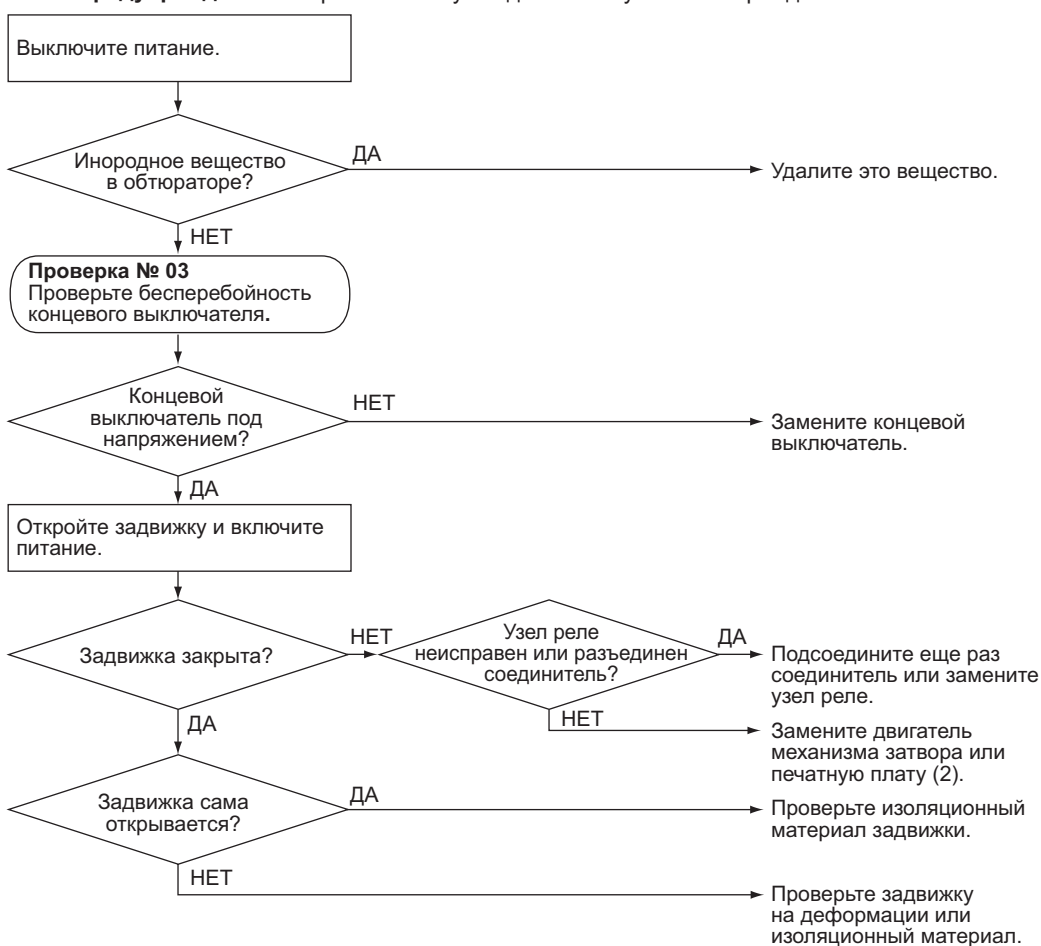 Выключите питание.
Инородное вещество
в обтюраторе?
ДА
Удалите это вещество.
НЕТ
Проверка № 03
Проверьте бесперебойность
концевого выключателя.
Концевой
выключатель под
напряжением?
НЕТ
Замените концевой
выключатель.
ДА
Откройте задвижку и включите
питание.
Задвижка закрыта?
НЕТ
Узел реле
неисправен или разъединен
соединитель?
ДА
Подсоедините еще раз
соединитель или замените
узел реле.
НЕТ
Замените двигатель
механизма затвора или
печатную плату (2).
ДА
Задвижка сама
открывается?
ДА
Проверьте изоляционный
материал задвижки.
НЕТ
Проверьте задвижку
на деформации или
изоляционный материал.